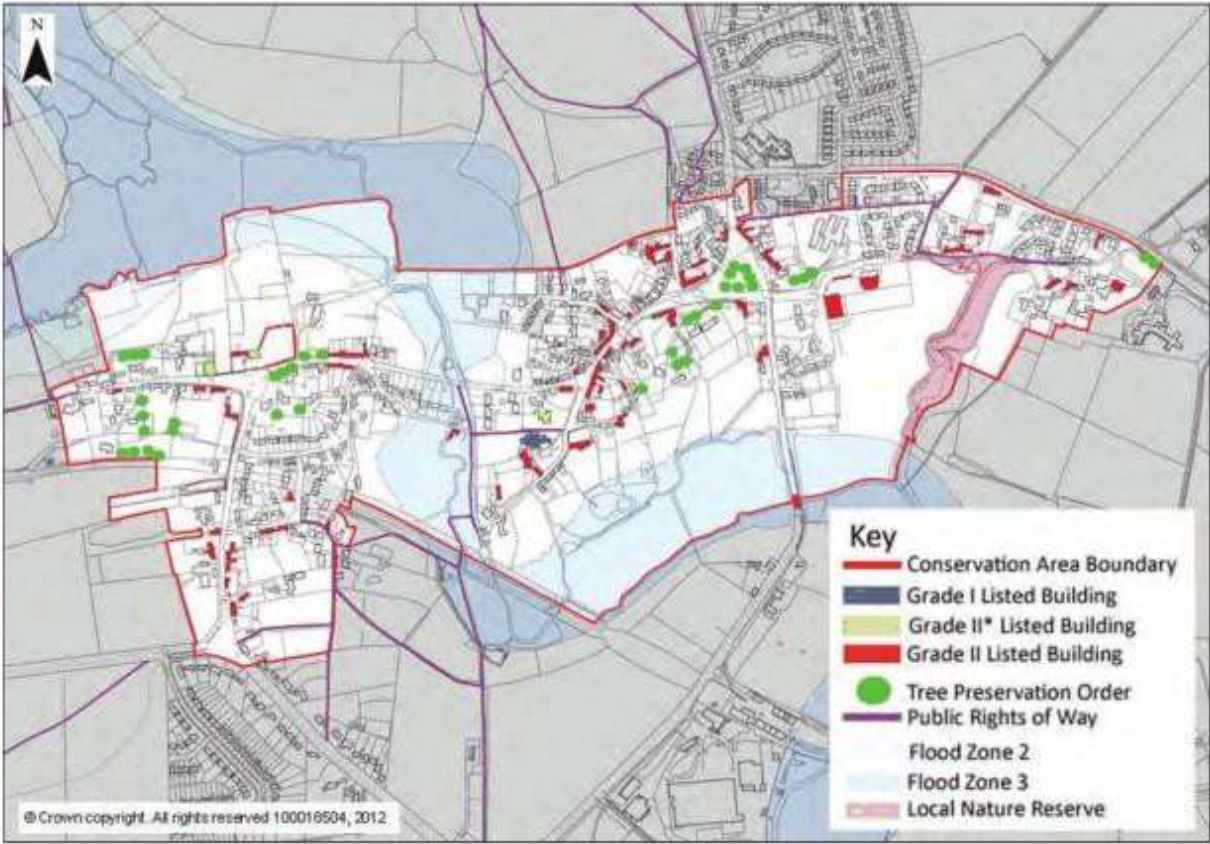 N
Key
Conservation Area Boundary
Grade I Listed Building
Grade II* Listed Building
Grade II Listed Building
Tree Preservation Order
Public Rights of Way
Flood Zone 2
Flood Zone 3
Local Nature Reserve
© Crown copyright. All rights reserved 100018504, 2012